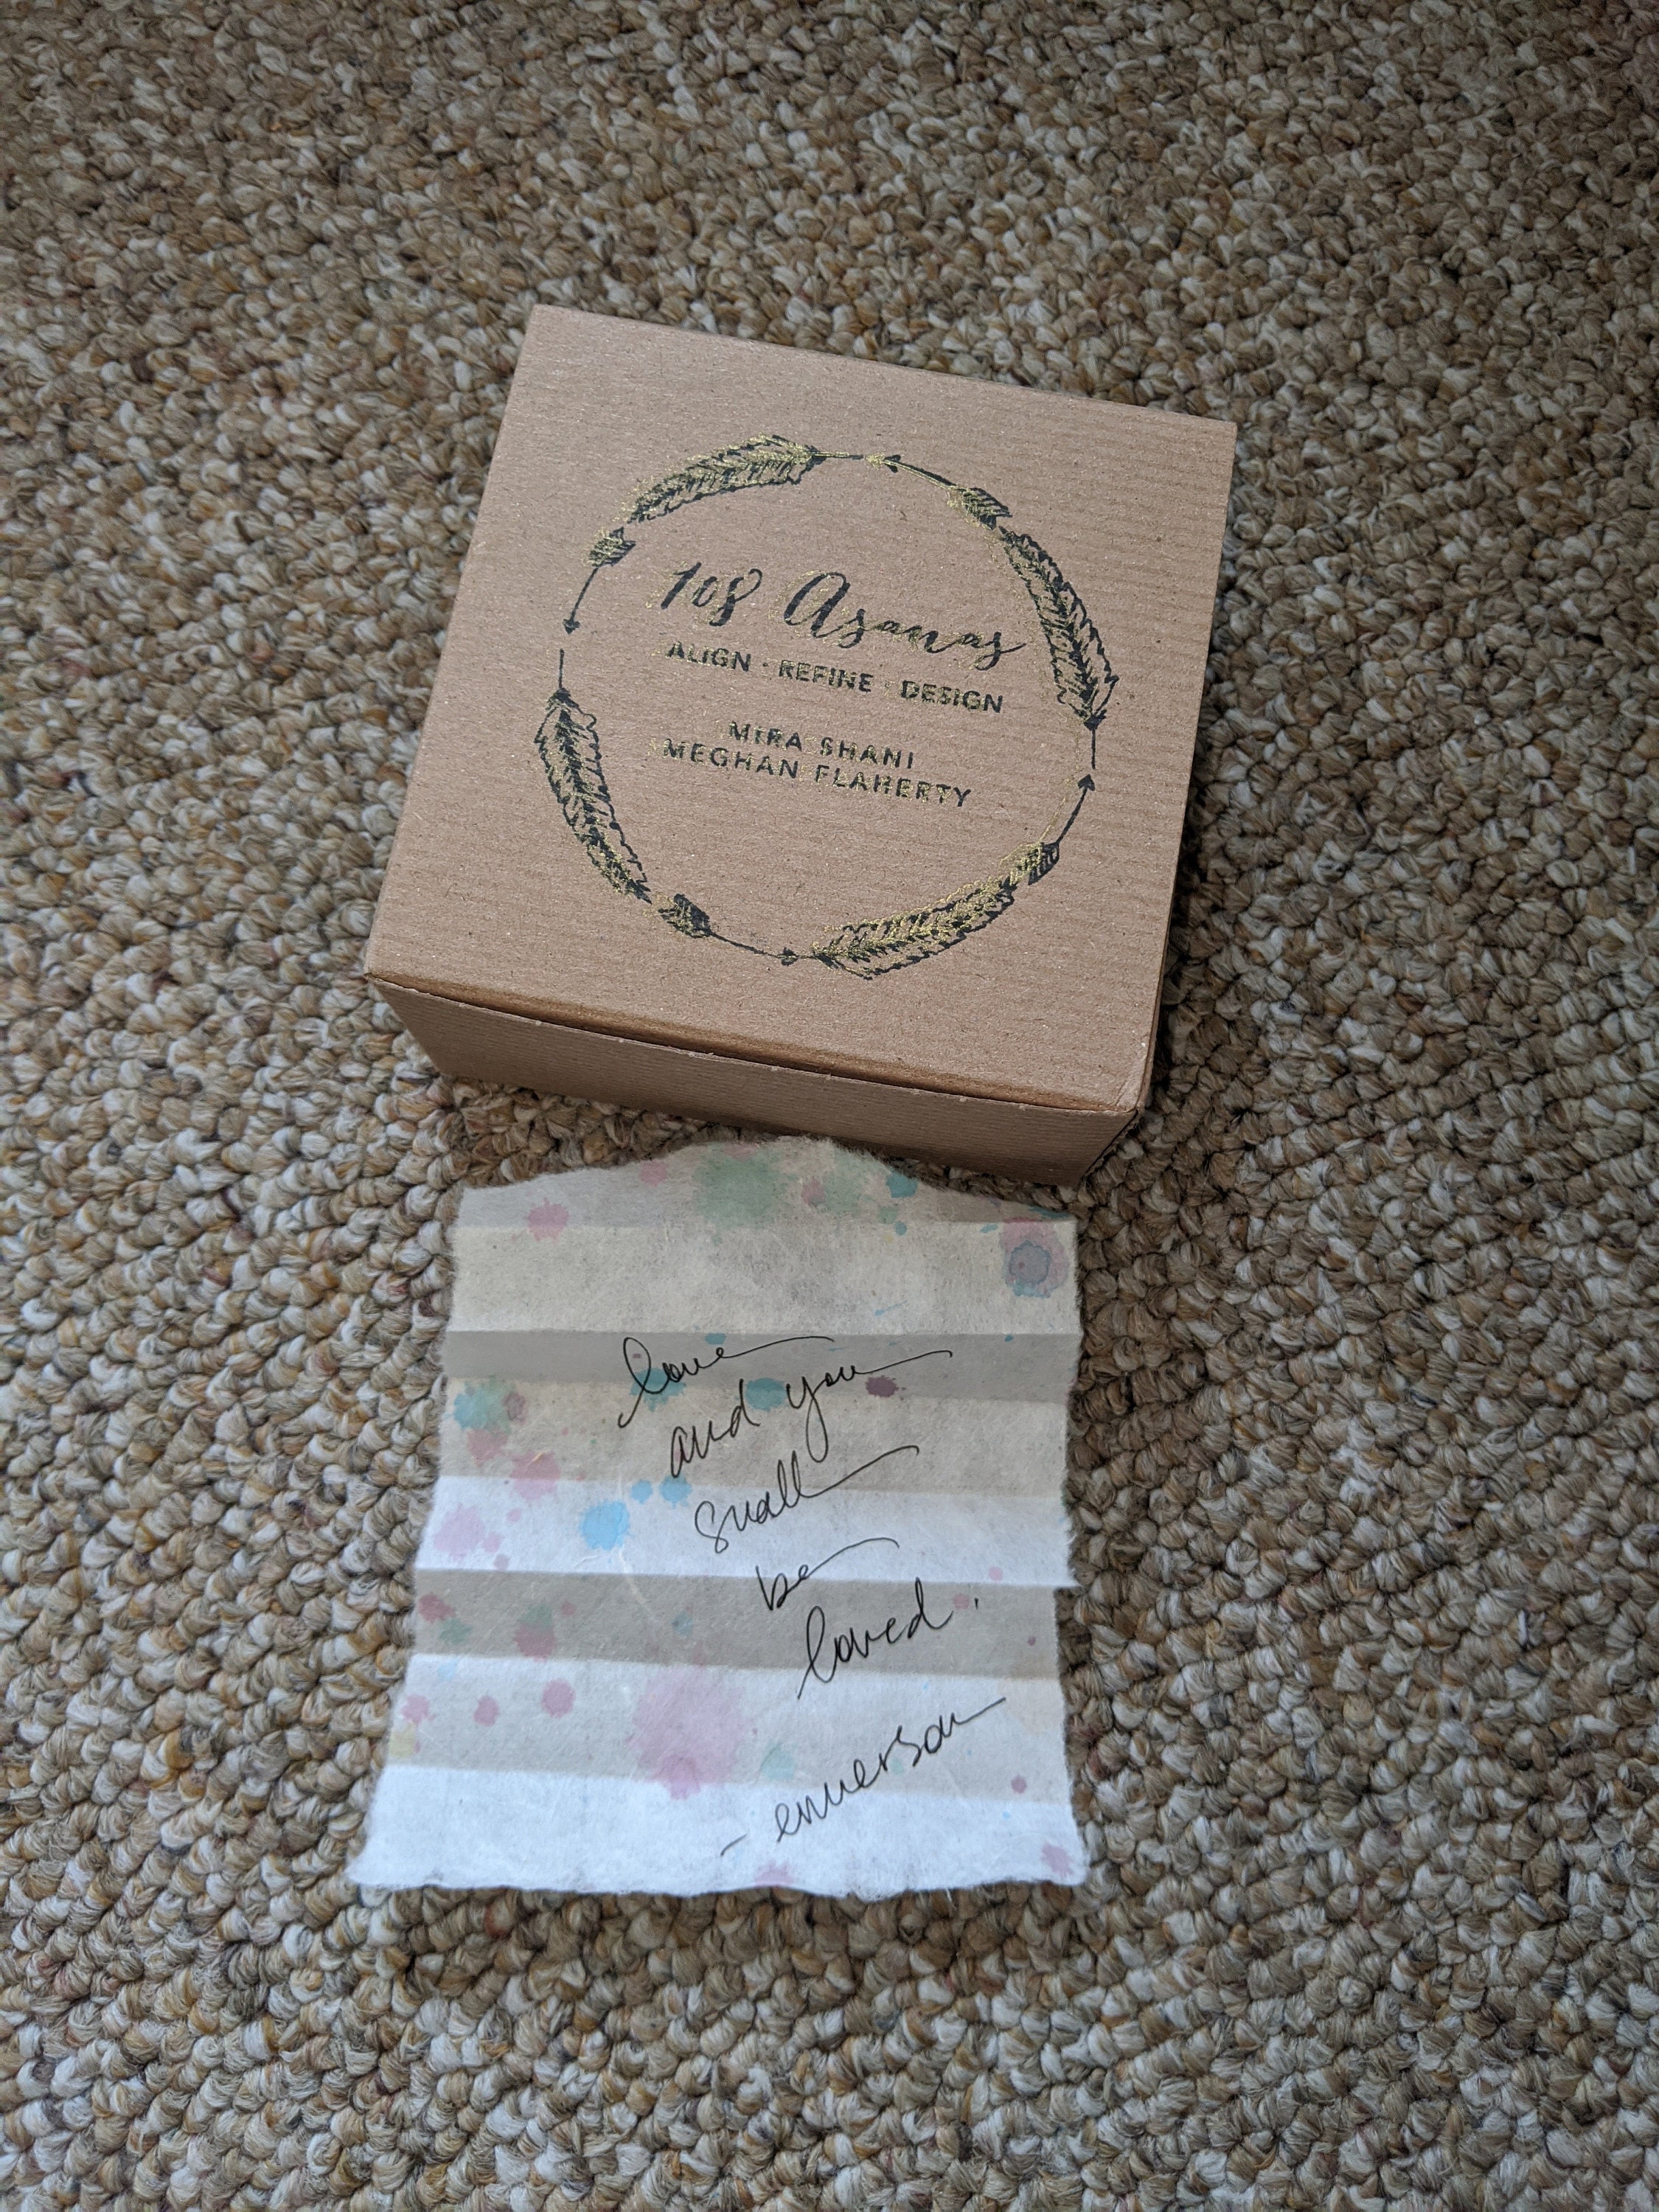 108 Asanas
ALIGN · REFINE · DESIGN
MIRA SHANI
MEGHAN FLAHERTY
love
and you
shall
be
loved.
- emerson